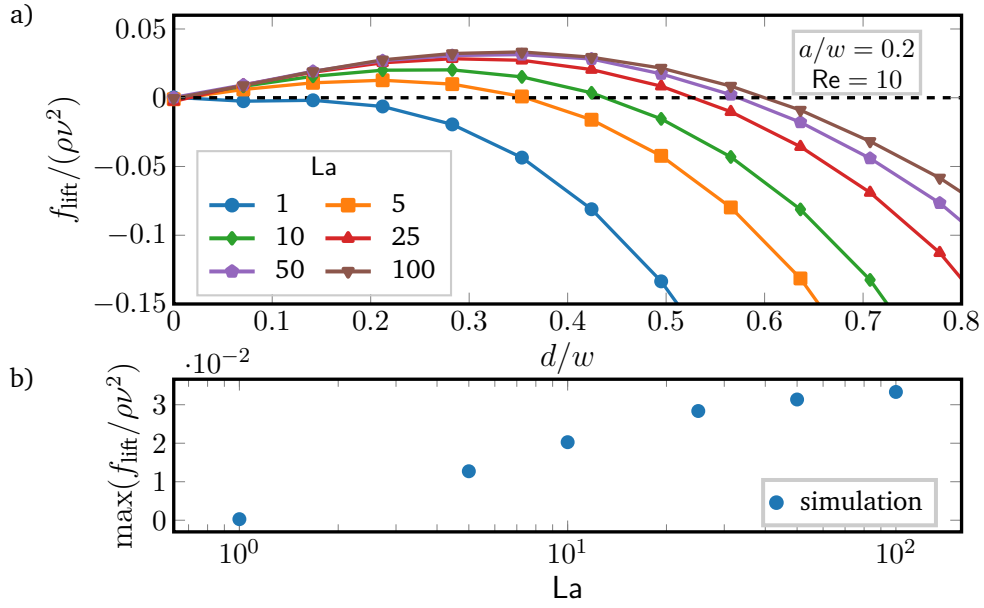 a)
f_lift/(ρν²)
0.05
0
−0.05
−0.1
−0.15
a/w = 0.2
Re = 10
La
1 5
10 25
50 100
0 0.1 0.2 0.3 0.4 0.5 0.6 0.7 0.8
d/w
b)
·10⁻²
max(f_lift/ρν²)
3
2
1
0
simulation
10⁰ 10¹ 10²
La